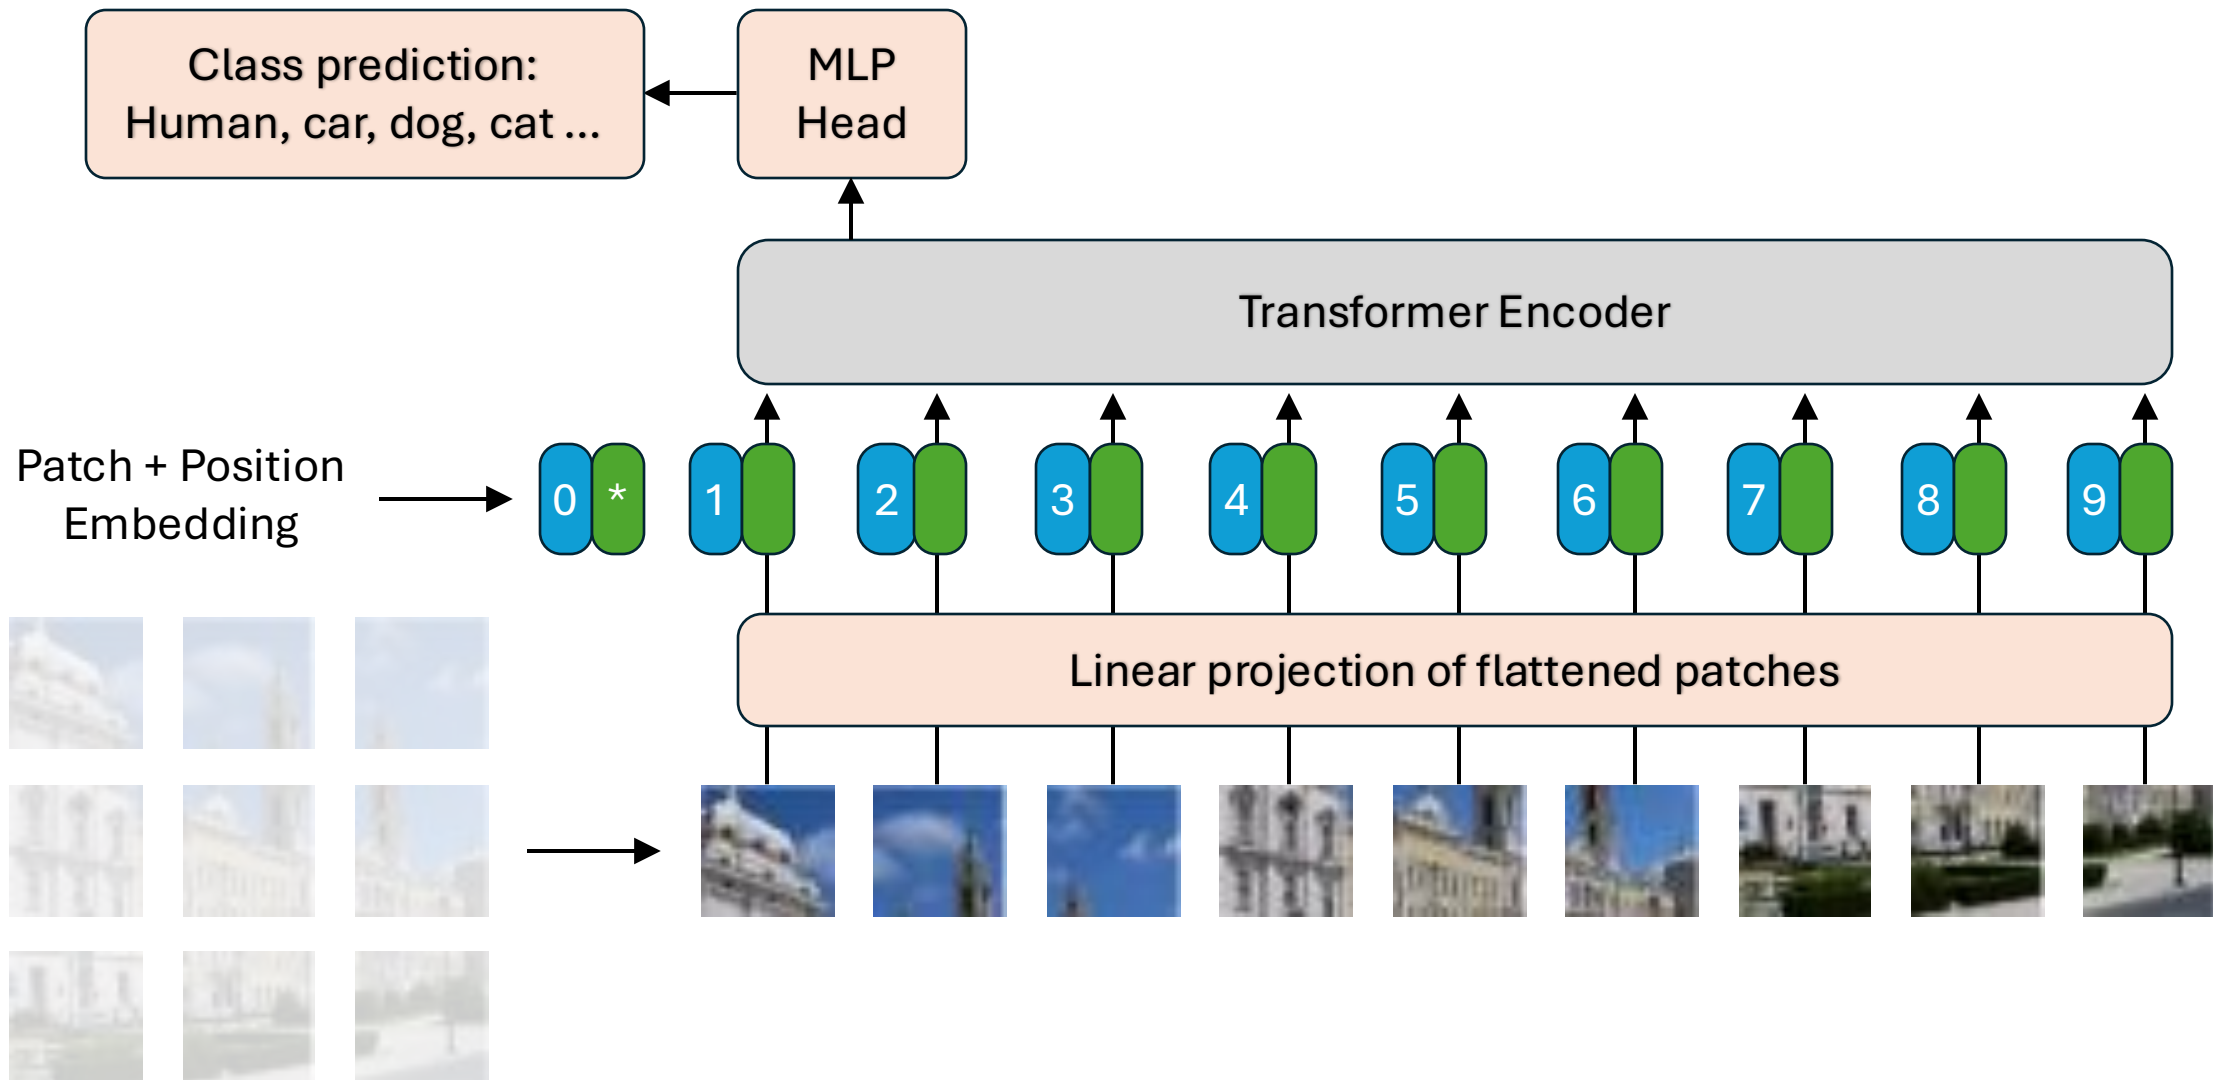 Class prediction:
Human, car, dog, cat ...
MLP
Head
Transformer Encoder
Patch + Position
Embedding
0 * 1 2 3 4 5 6 7 8 9
Linear projection of flattened patches